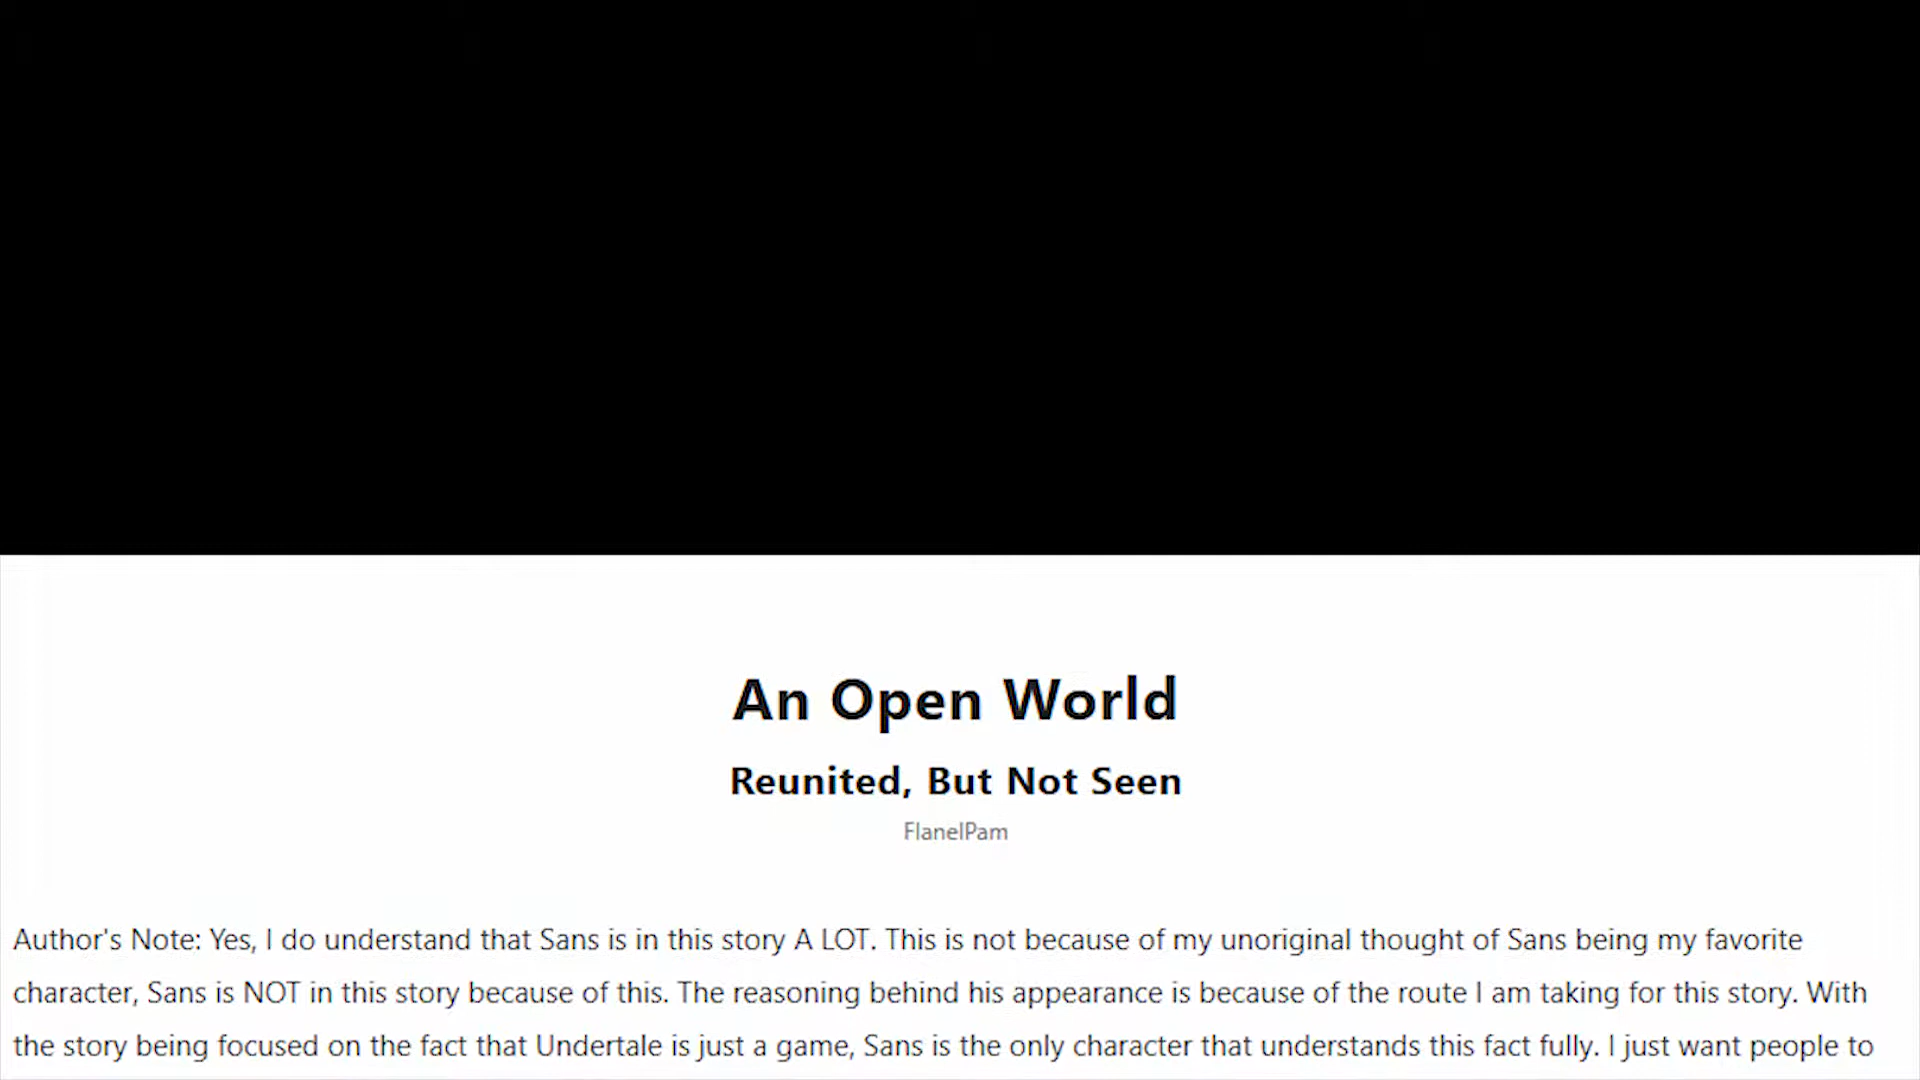 An Open World
Reunited, But Not Seen
FlanelPam
Author's Note: Yes, I do understand that Sans is in this story A LOT. This is not because of my unoriginal thought of Sans being my favorite
character, Sans is NOT in this story because of this. The reasoning behind his appearance is because of the route I am taking for this story. With
the story being focused on the fact that Undertale is just a game, Sans is the only character that understands this fact fully. I just want people to